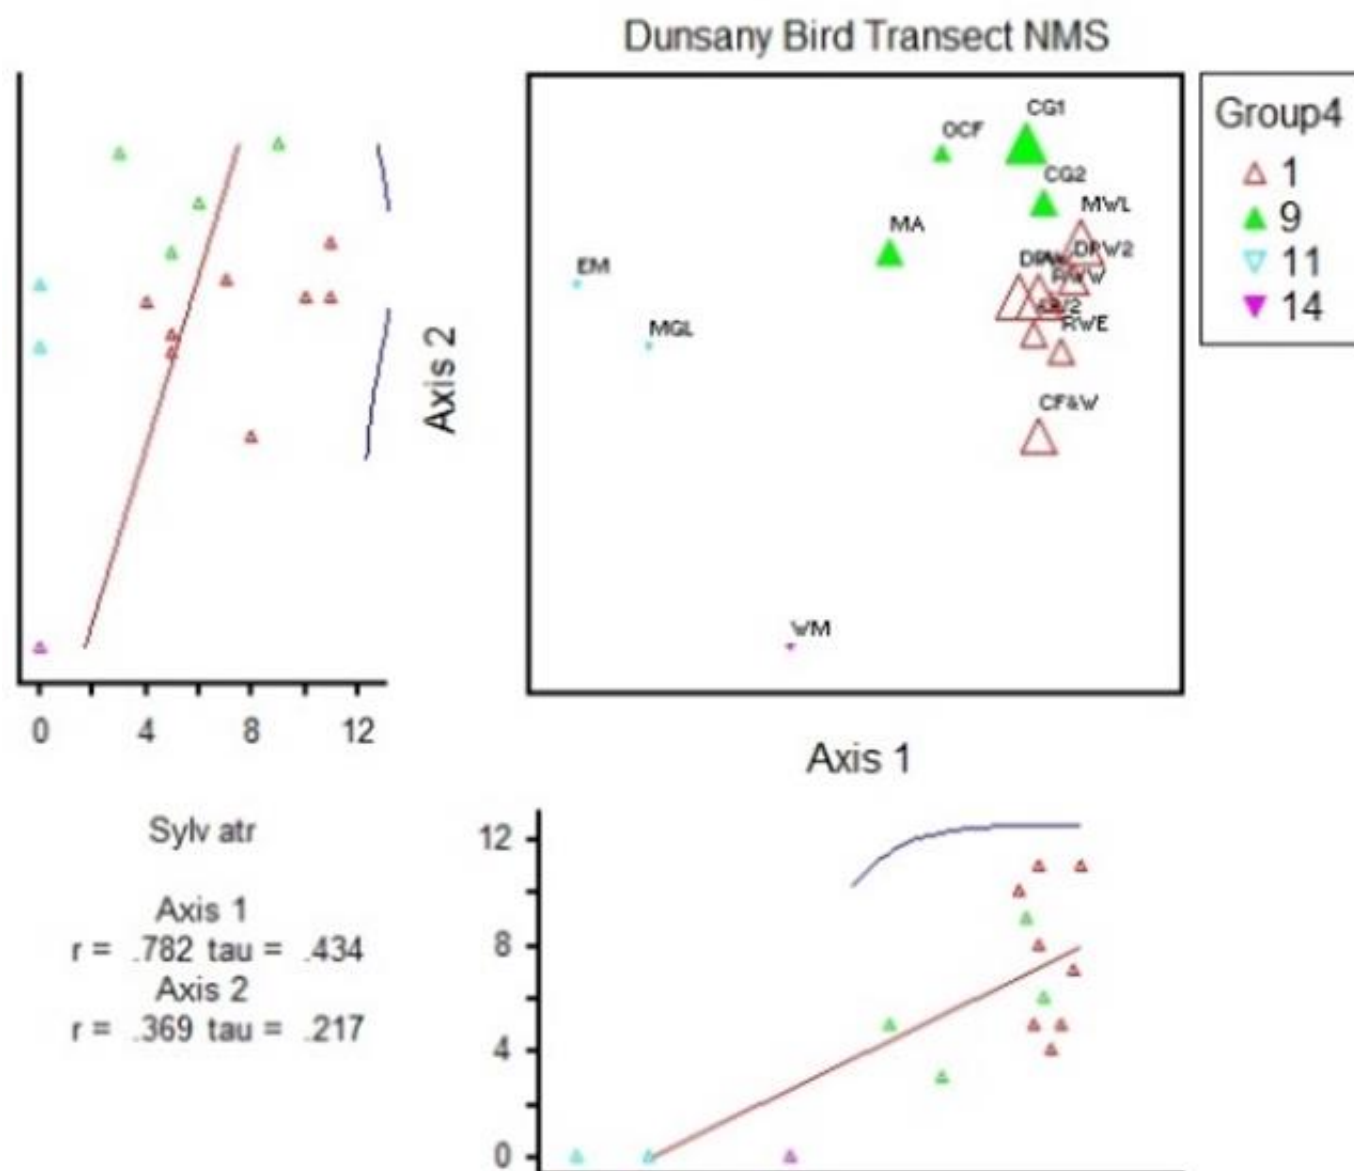 Dunsany Bird Transect NMS
Group4
1
9
11
14
CG1
OCF
CG2
MWL
MA
DPW2
EM
RWW
MGL
RWE
CF&W
WM
Axis 2
0 4 8 12
Axis 1
Sylv atr
Axis 1
r = .782 tau = .434
Axis 2
r = .369 tau = .217
12
8
4
0